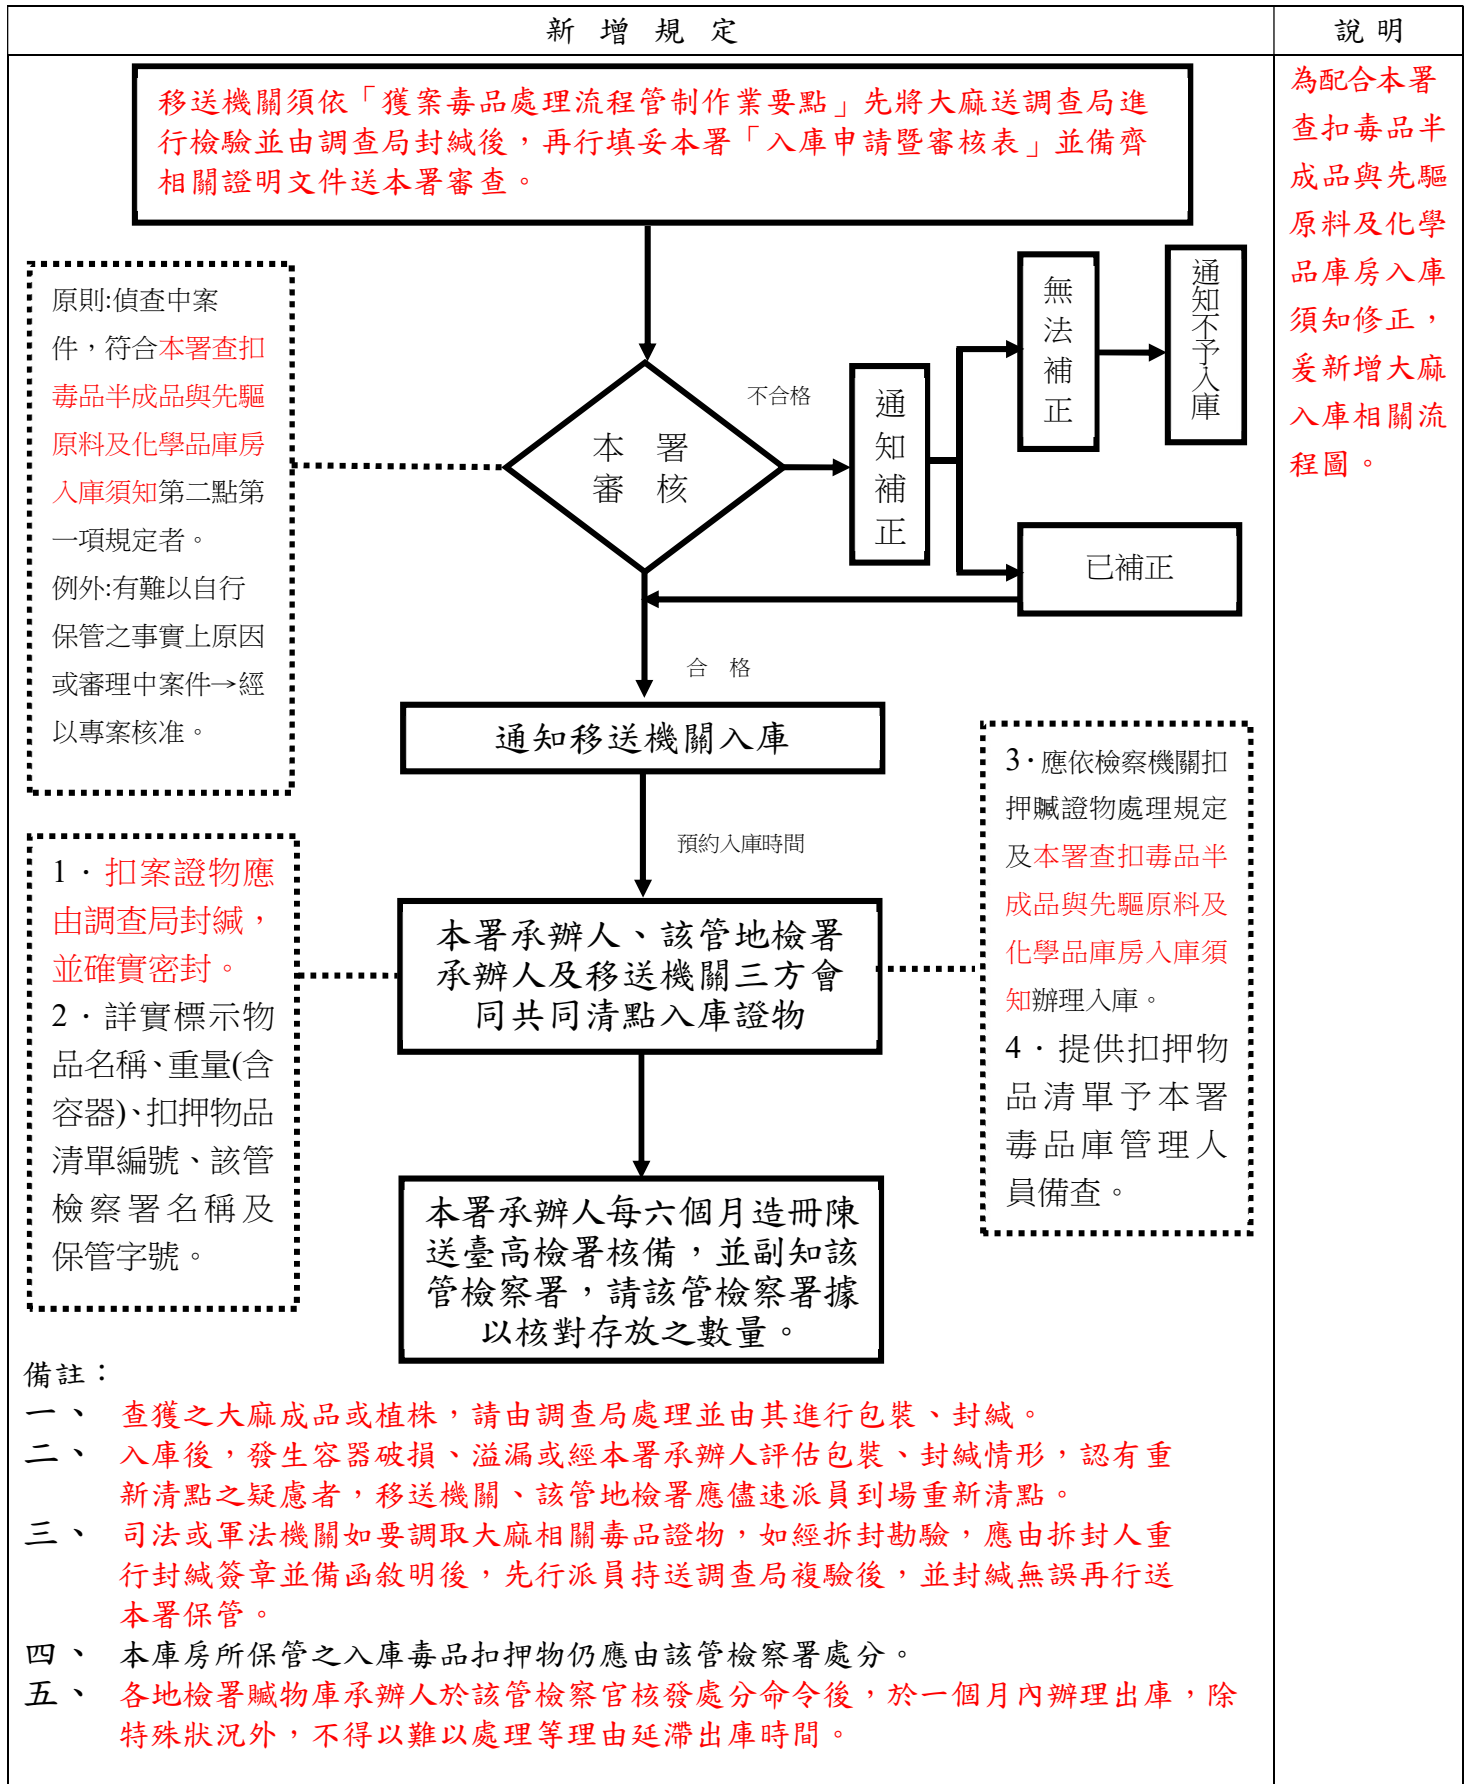 新增規定
說明
移送機關須依「獲案毒品處理流程管制作業要點」先將大麻送調查局進
行檢驗並由調查局封緘後，再行填妥本署「入庫申請暨審核表」並備齊
相關證明文件送本署審查。
為配合本署
查扣毒品半
成品與先驅
原料及化學
品庫房入庫
須知修正，
爰新增大麻
入庫相關流
程圖。
原則:偵查中案
件，符合本署查扣
毒品半成品與先驅
原料及化學品庫房
入庫須知第二點第
一項規定者。
例外:有難以自行
保管之事實上原因
或審理中案件→經
以專案核准。
本署
審核
不合格
通知補正
無法補正
通知不予入庫
已補正
合格
通知移送機關入庫
預約入庫時間
1．扣案證物應
由調查局封緘，
並確實密封。
2．詳實標示物
品名稱、重量(含
容器)、扣押物品
清單編號、該管
檢察署名稱及
保管字號。
本署承辦人、該管地檢署
承辦人及移送機關三方會
同共同清點入庫證物
3．應依檢察機關扣
押贓證物處理規定
及本署查扣毒品半
成品與先驅原料及
化學品庫房入庫須
知辦理入庫。
4．提供扣押物
品清單予本署
毒品庫管理人
員備查。
本署承辦人每六個月造冊陳
送臺高檢署核備，並副知該
管檢察署，請該管檢察署據
以核對存放之數量。
備註：
一、 查獲之大麻成品或植株，請由調查局處理並由其進行包裝、封緘。
二、 入庫後，發生容器破損、溢漏或經本署承辦人評估包裝、封緘情形，認有重
新清點之疑慮者，移送機關、該管地檢署應儘速派員到場重新清點。
三、 司法或軍法機關如要調取大麻相關毒品證物，如經拆封勘驗，應由拆封人重
行封緘簽章並備函敘明後，先行派員持送調查局複驗後，並封緘無誤再行送
本署保管。
四、 本庫房所保管之入庫毒品扣押物仍應由該管檢察署處分。
五、 各地檢署贓物庫承辦人於該管檢察官核發處分命令後，於一個月內辦理出庫，除
特殊狀況外，不得以難以處理等理由延滯出庫時間。